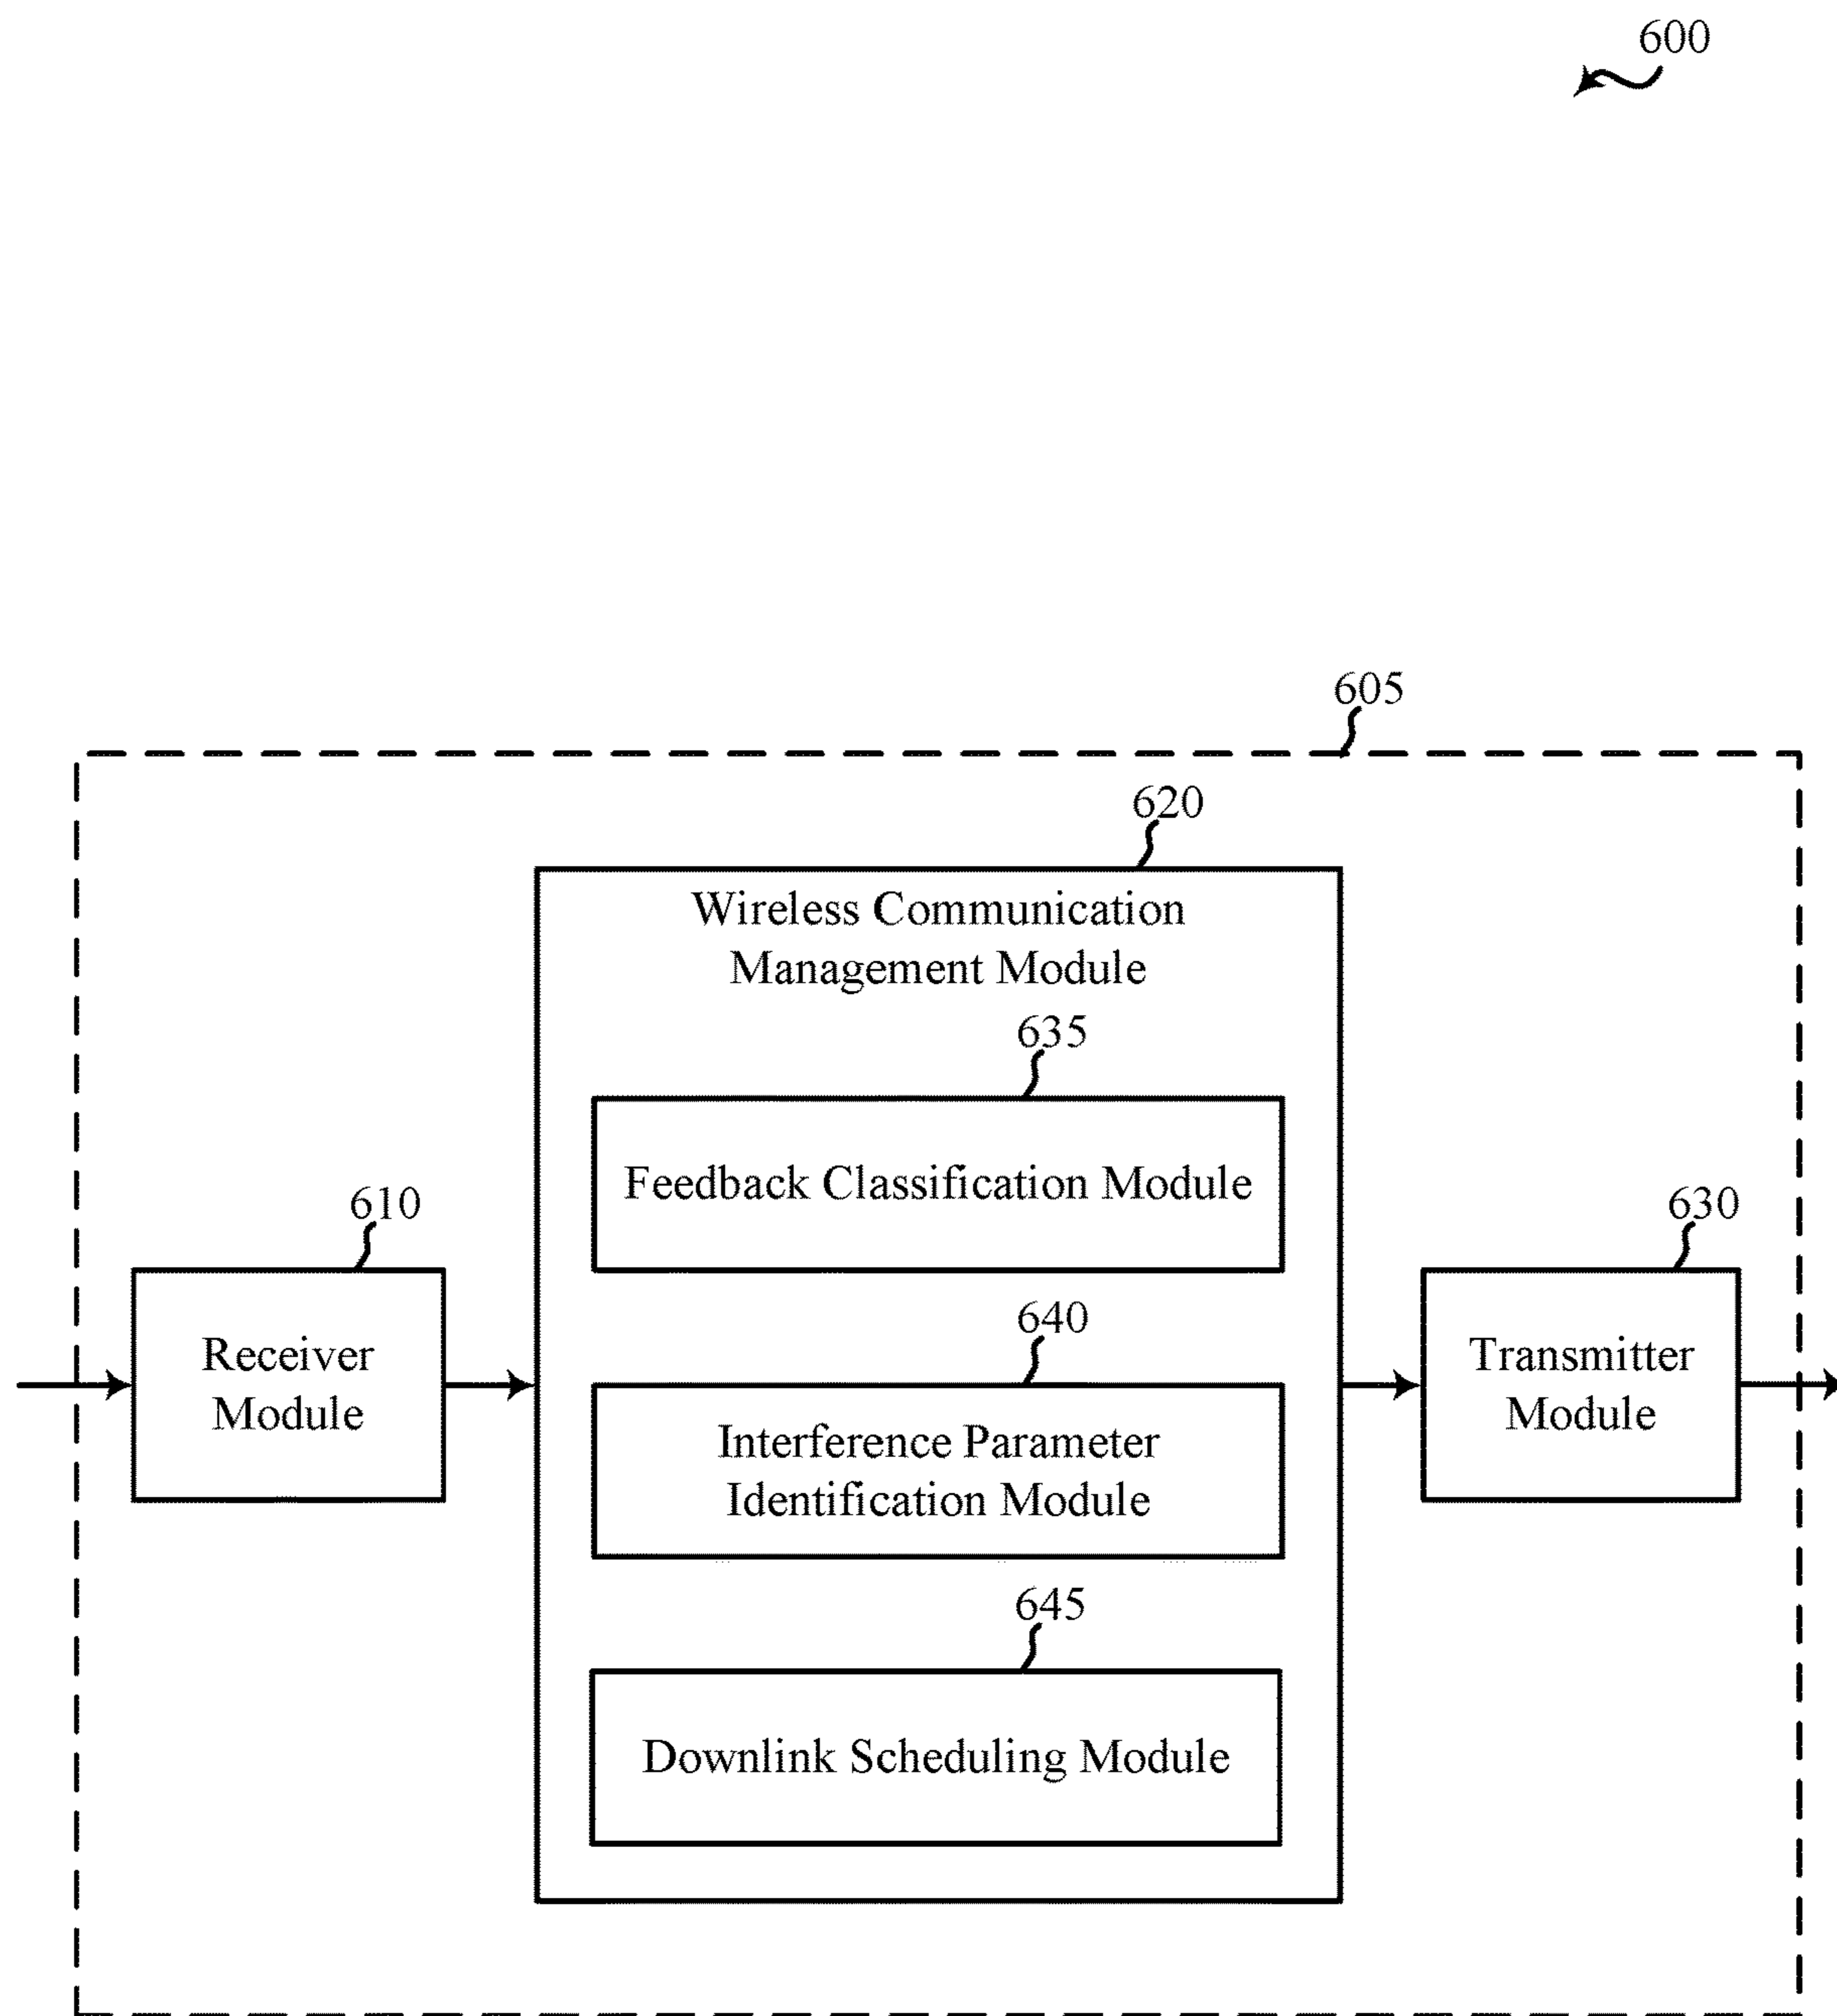 600
605
620
Wireless Communication
Management Module
635
Feedback Classification Module
610
Receiver
Module
640
Interference Parameter
Identification Module
630
Transmitter
Module
645
Downlink Scheduling Module